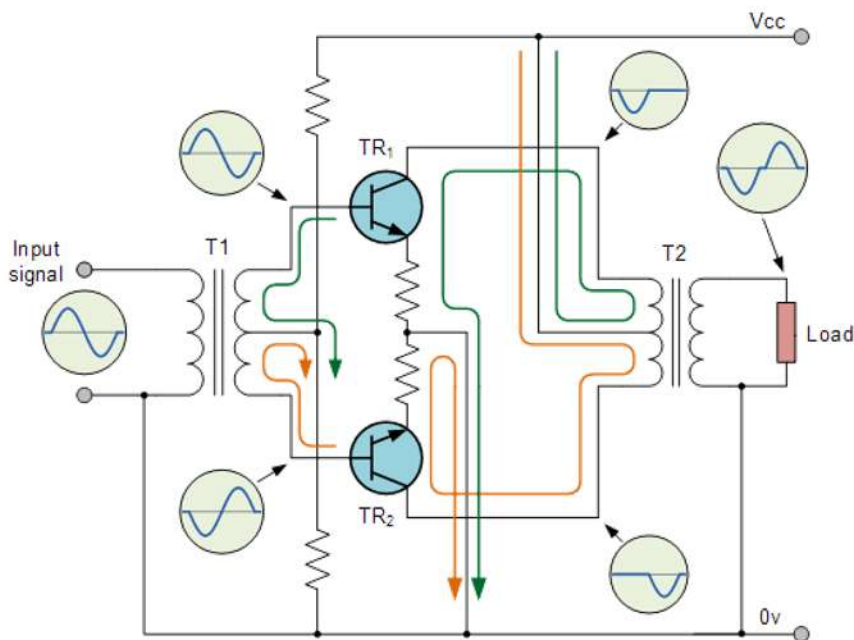 Vcc
TR₁
T1
Input
signal
T2
Load
TR₂
0v